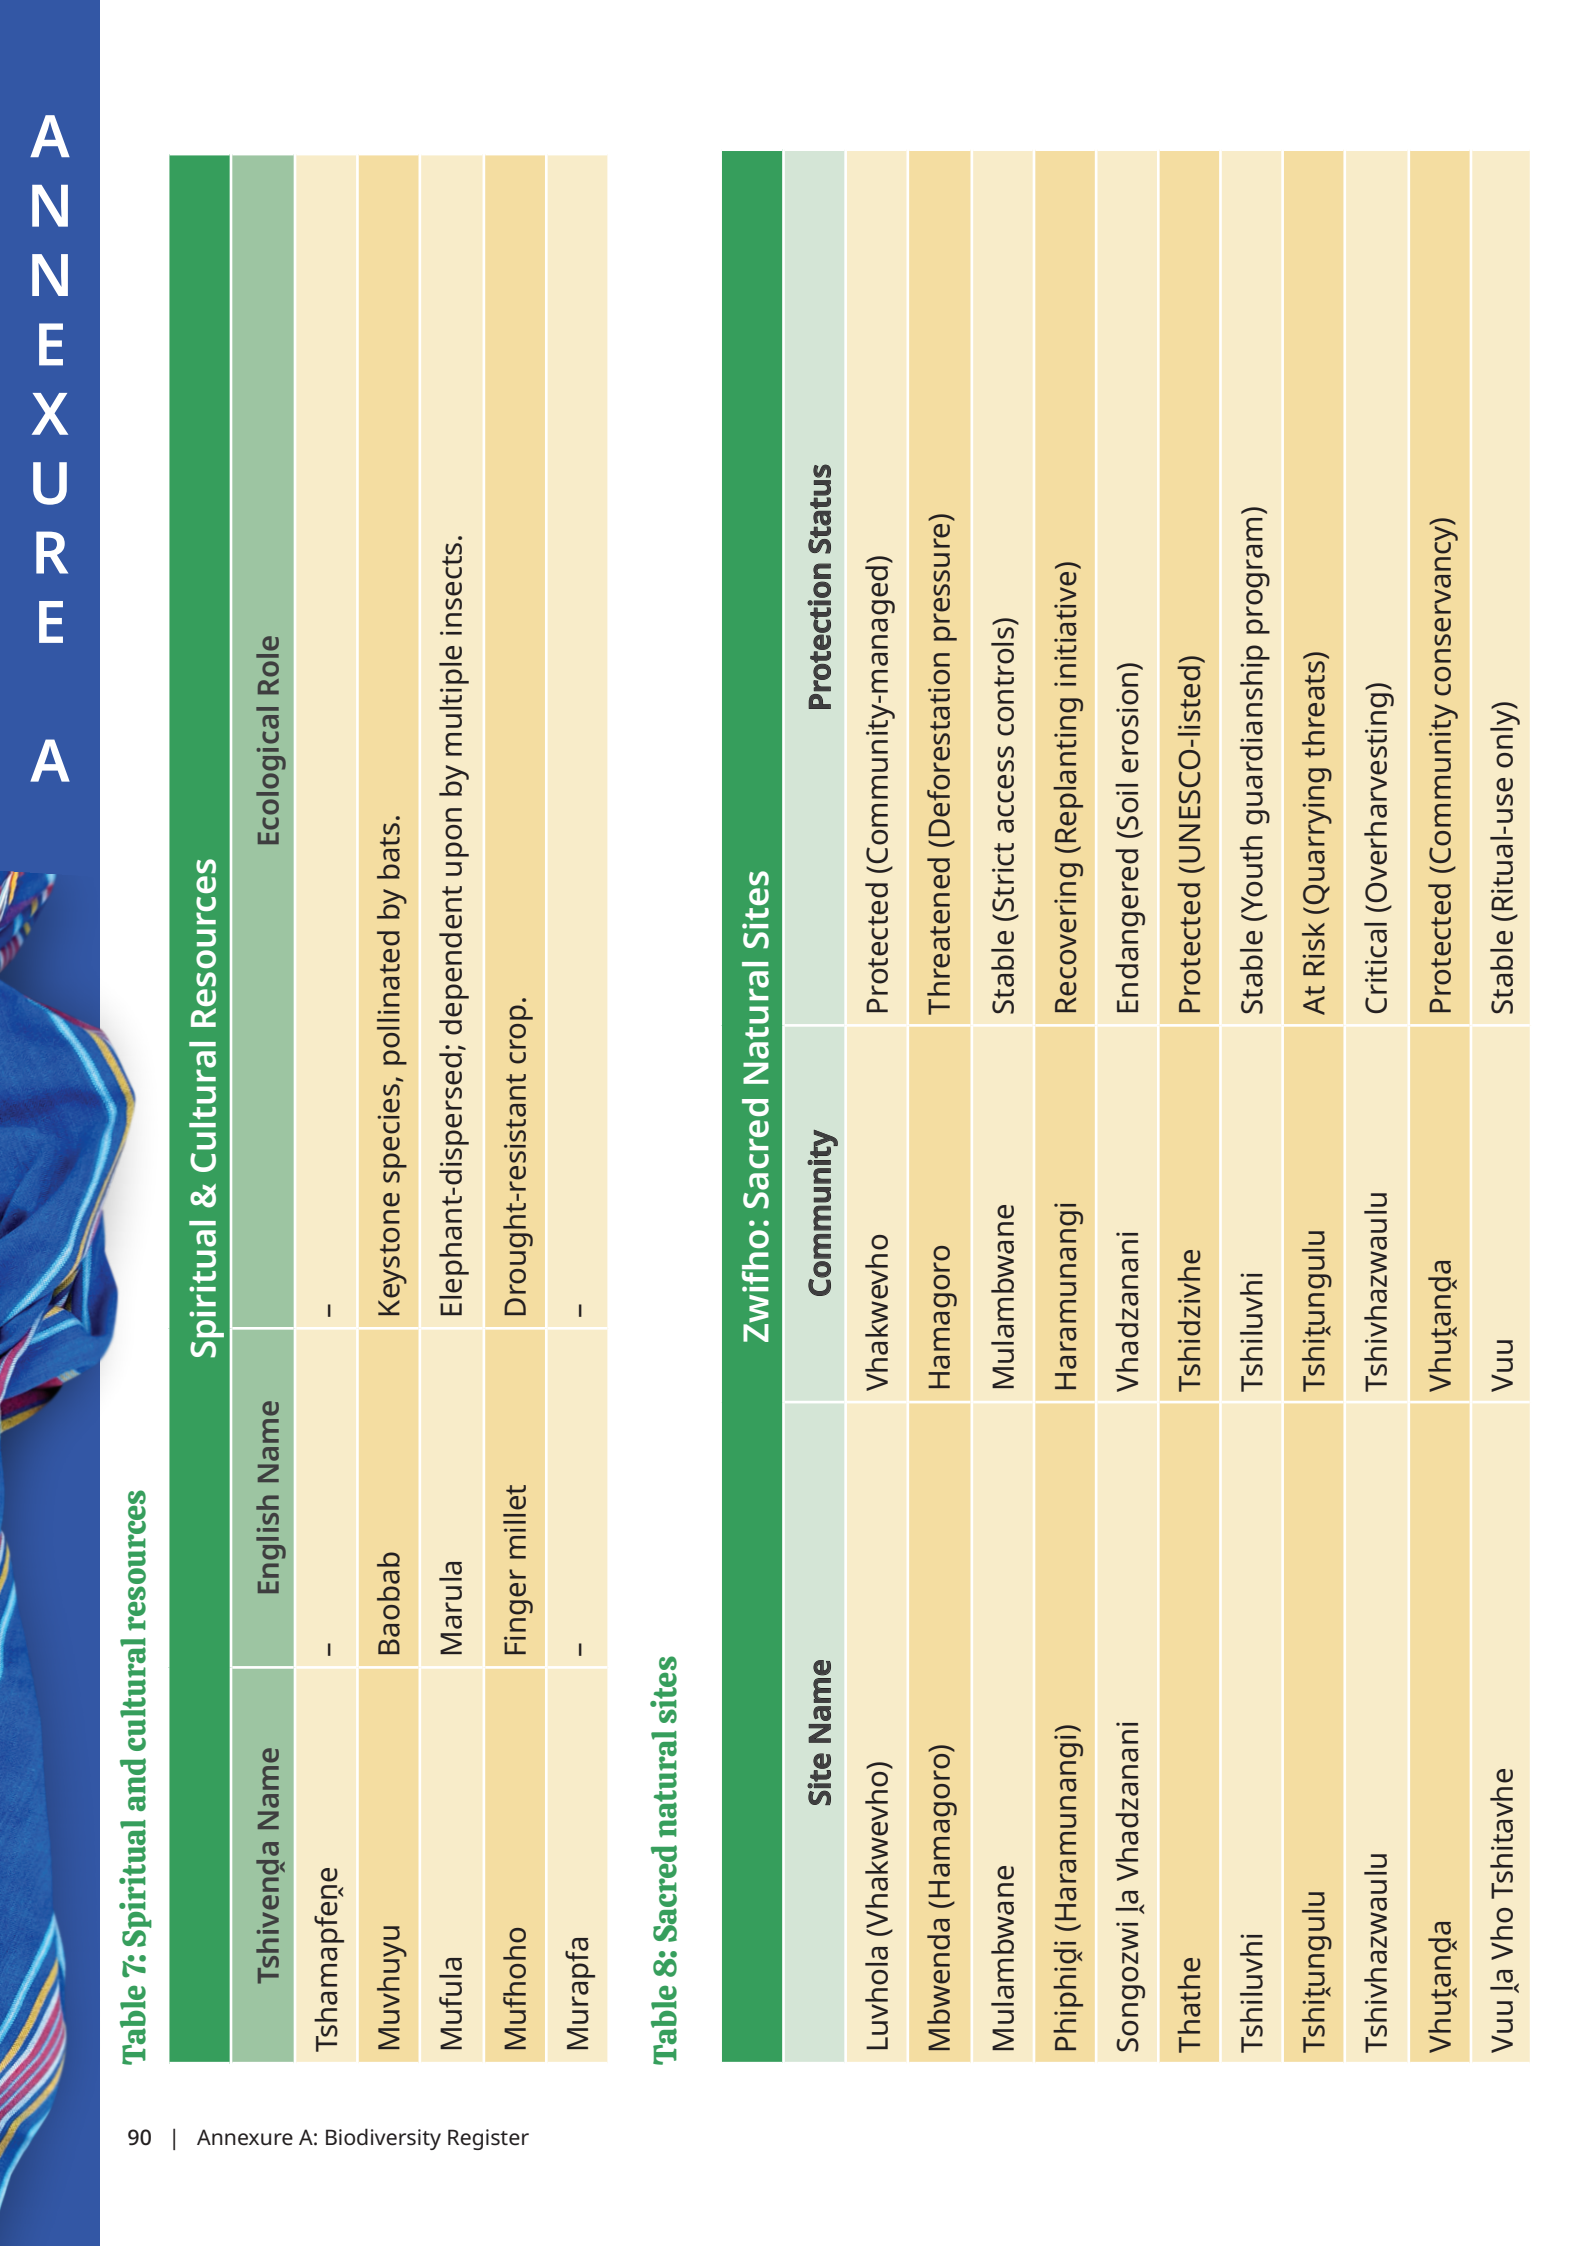 ANNEXURE A
Table 7: Spiritual and cultural resources
Spiritual & Cultural Resources
Tshivenḓa Name English Name Ecological Role
Tshamapfeṋe – –
Muvhuyu Baobab Keystone species, pollinated by bats.
Mufula Marula Elephant-dispersed; dependent upon by multiple insects.
Mufhoho Finger millet Drought-resistant crop.
Murapfa – –
Table 8: Sacred natural sites
Zwifho: Sacred Natural Sites
Site Name Community Protection Status
Luvhola (Vhakwevho) Vhakwevho Protected (Community-managed)
Mbwenda (Hamagoro) Hamagoro Threatened (Deforestation pressure)
Mulambwane Mulambwane Stable (Strict access controls)
Phiphiḓi (Haramunangi) Haramunangi Recovering (Replanting initiative)
Songozwi ḽa Vhadzanani Vhadzanani Endangered (Soil erosion)
Thathe Tshidzivhe Protected (UNESCO-listed)
Tshiluvhi Tshiluvhi Stable (Youth guardianship program)
Tshiṱungulu Tshiṱungulu At Risk (Quarrying threats)
Tshivhazwaulu Tshivhazwaulu Critical (Overharvesting)
Vhuṱanḓa Vhuṱanḓa Protected (Community conservancy)
Vuu ḽa Vho Tshitavhe Vuu Stable (Ritual-use only)
90 | Annexure A: Biodiversity Register